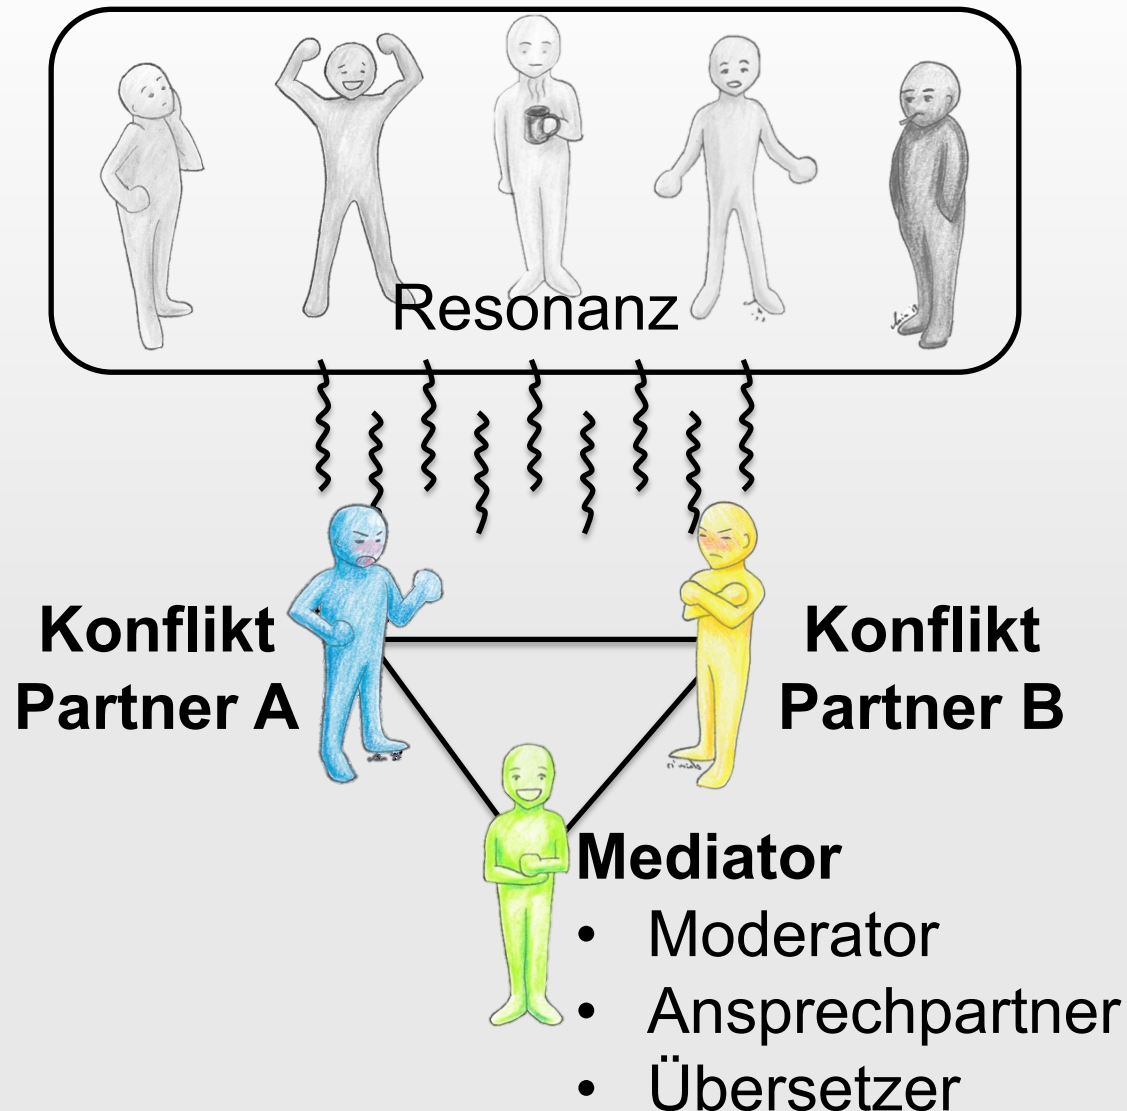 Resonanz
Konflikt
Partner A
Konflikt
Partner B
Mediator
• Moderator
• Ansprechpartner
• Übersetzer